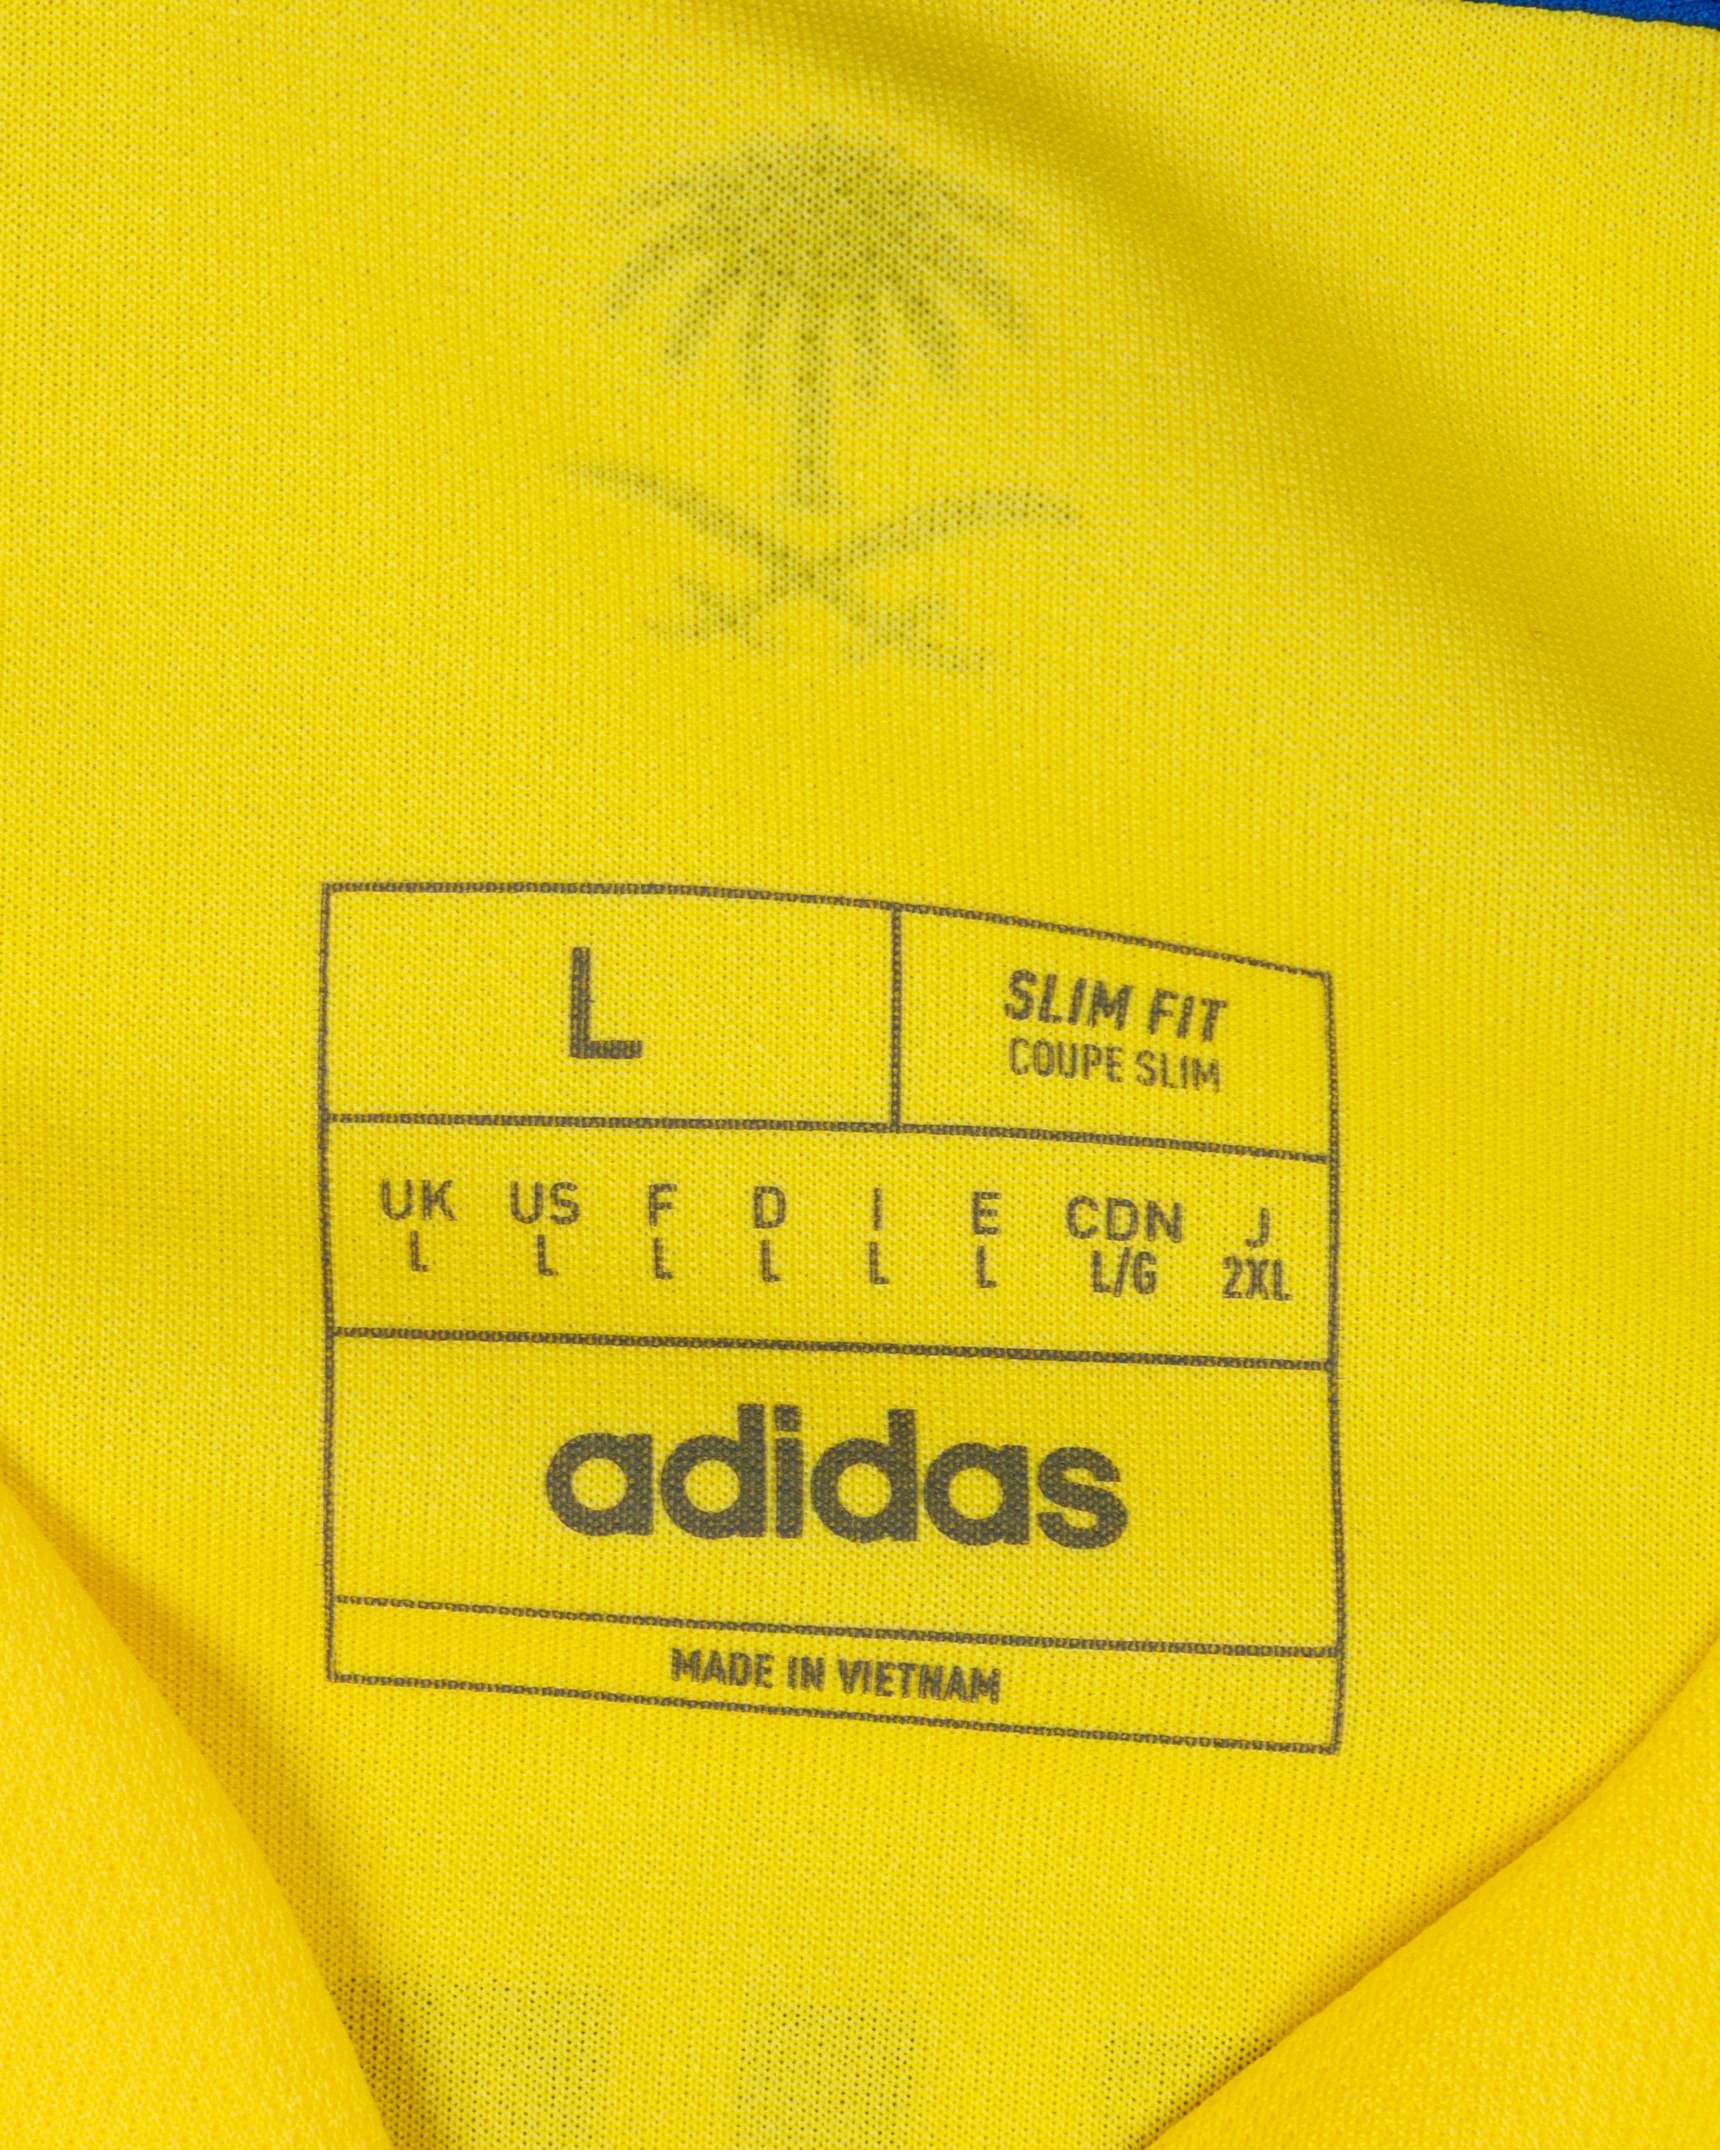 L
SLIM FIT
COUPE SLIM
UK US F D I E CDN J
L L L L L L L/G 2XL
adidas
MADE IN VIETNAM